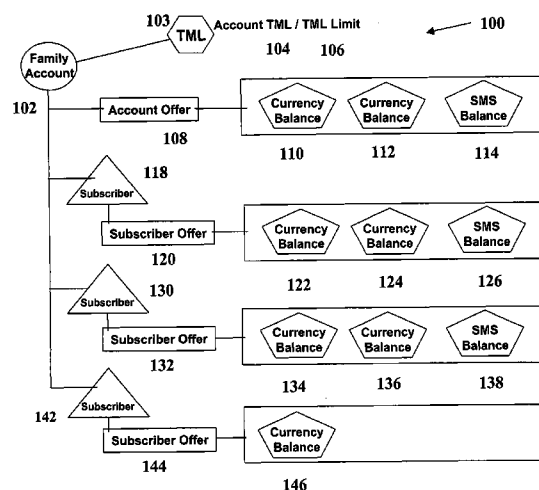 103
TML
Account TML / TML Limit
100
104 106
Family
Account
102
Account Offer
108
Currency
Balance
Currency
Balance
SMS
Balance
110 112 114
118
Subscriber
Subscriber Offer
120
Currency
Balance
Currency
Balance
SMS
Balance
122 124 126
130
Subscriber
Subscriber Offer
132
Currency
Balance
Currency
Balance
SMS
Balance
134 136 138
142
Subscriber
Subscriber Offer
144
Currency
Balance
146